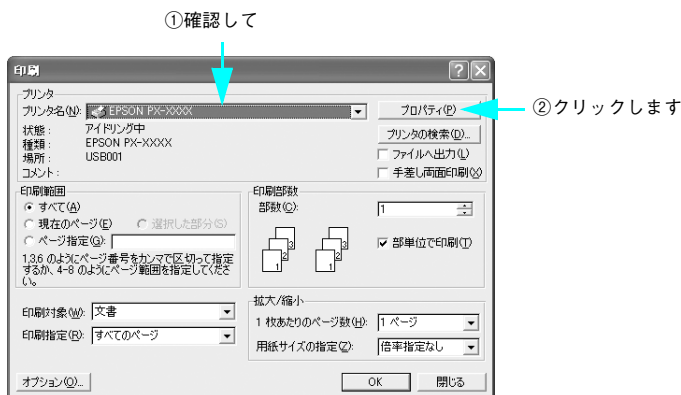 ①確認して
印刷
プリンタ
プリンタ名(N): EPSON PX-XXXX
プロパティ(P)
②クリックします
状態： アイドリング中
種類： EPSON PX-XXXX
場所： USB001
コメント：
プリンタの検索(D)...
ファイルへ出力(L)
手差し両面印刷(X)
印刷範囲
すべて(A)
現在のページ(E) 選択した部分(S)
ページ指定(G):
1,3,6 のようにページ番号をカンマで区切って指定
するか、4-8 のようにページ範囲を指定してくださ
い。
印刷部数
部数(C): 1
部単位で印刷(T)
1 2 3 1 2 3
印刷対象(W): 文書
印刷指定(R): すべてのページ
拡大/縮小
1 枚あたりのページ数(H): 1 ページ
用紙サイズの指定(Z): 倍率指定なし
オプション(O)...
OK
閉じる